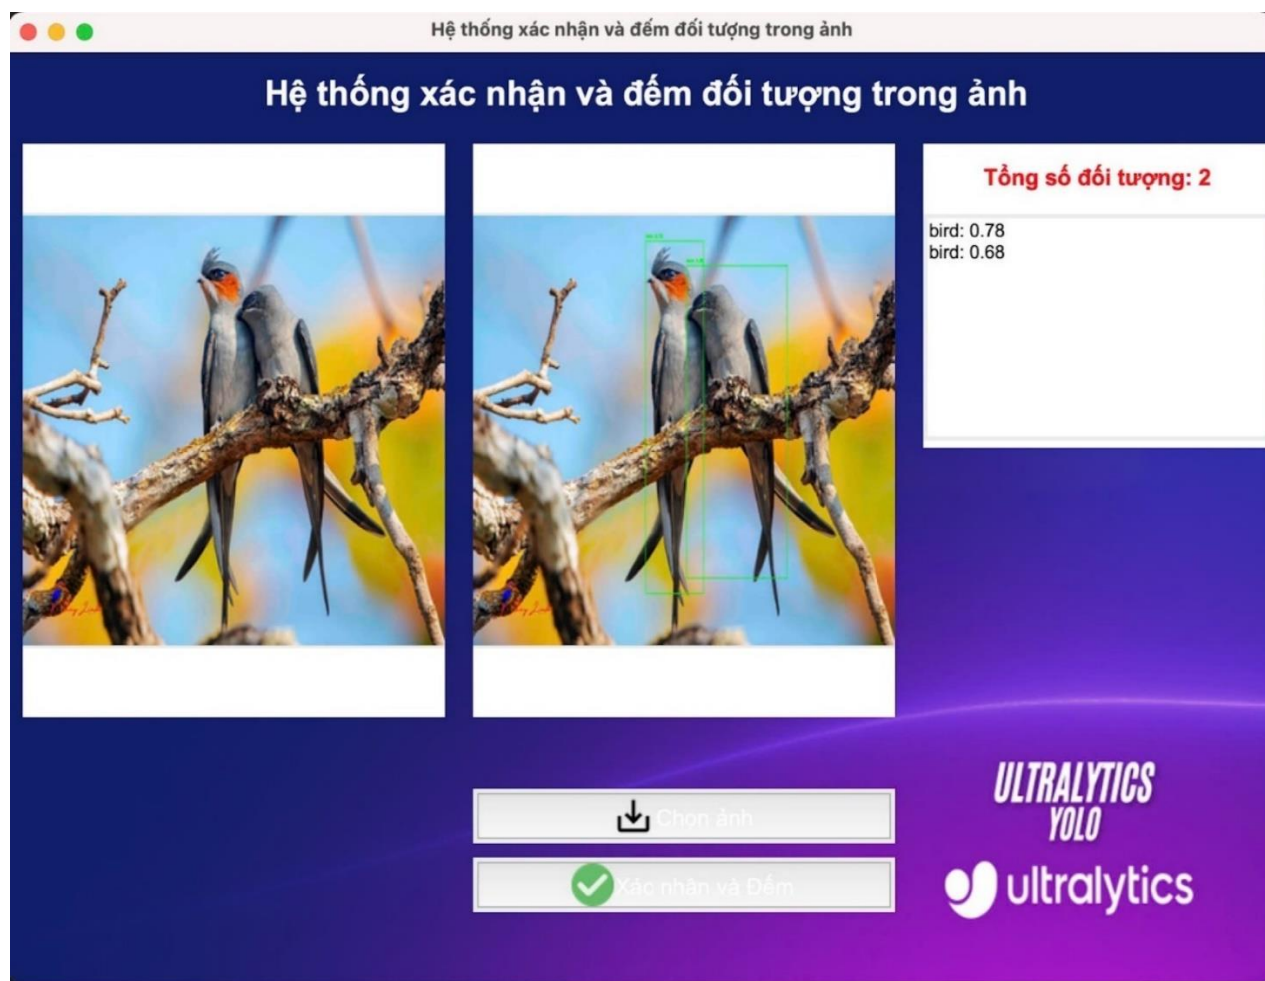 Hệ thống xác nhận và đếm đối tượng trong ảnh
Hệ thống xác nhận và đếm đối tượng trong ảnh
Tổng số đối tượng: 2
bird: 0.78
bird: 0.68
Chọn ảnh
Xác nhận và Đếm
ULTRALYTICS
YOLO
ultralytics